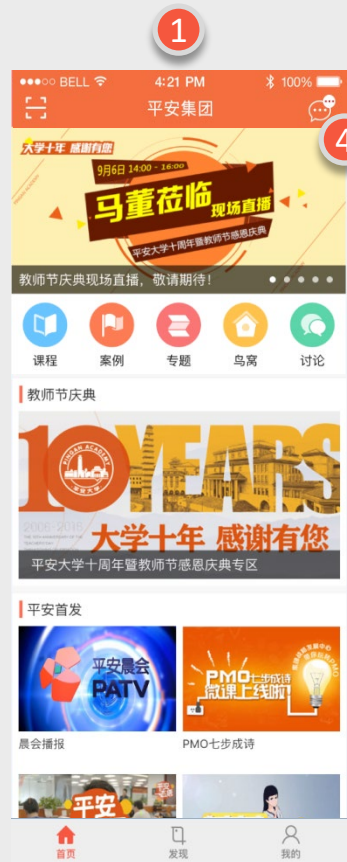 1
BELL 4:21 PM 100%
平安集团
4
大学十年 感谢有您
9月6日 14:00 - 16:00
马董莅临 现场直播
平安大学十周年暨教师节感恩庆典
教师节庆典现场直播，敬请期待！
课程 案例 专题 鸟窝 讨论
教师节庆典
10 YEARS
PINGAN ACADEMY
平安大学
2006-2016
大学十年 感谢有您
平安大学十周年暨教师节感恩庆典专区
平安首发
平安晨会
PATV
PMO七步成诗
微课上线啦!
晨会播报 PMO七步成诗
平安
首页 发现 我的